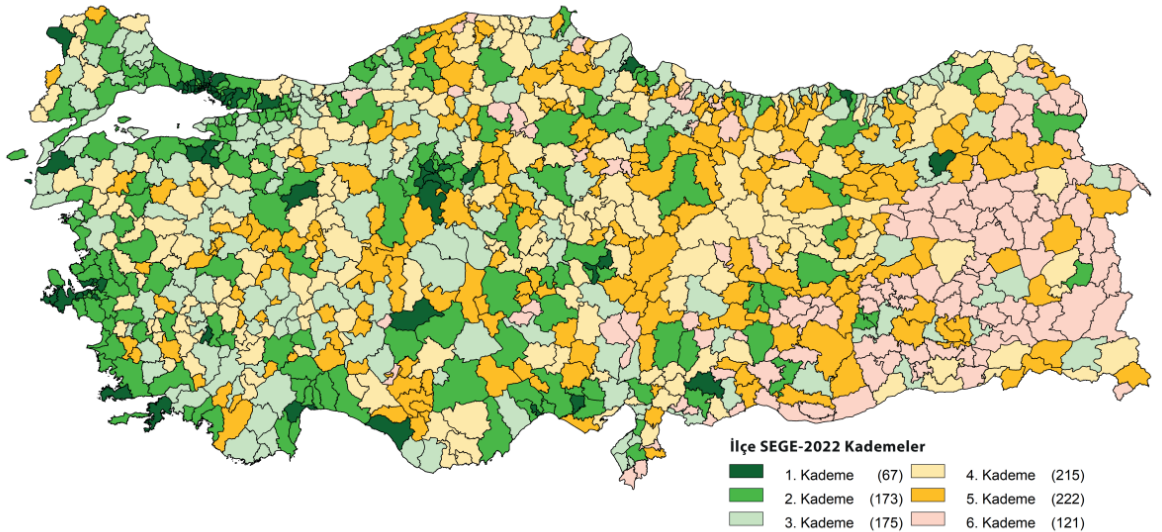 İlçe SEGE-2022 Kademeler
1. Kademe (67) 4. Kademe (215)
2. Kademe (173) 5. Kademe (222)
3. Kademe (175) 6. Kademe (121)